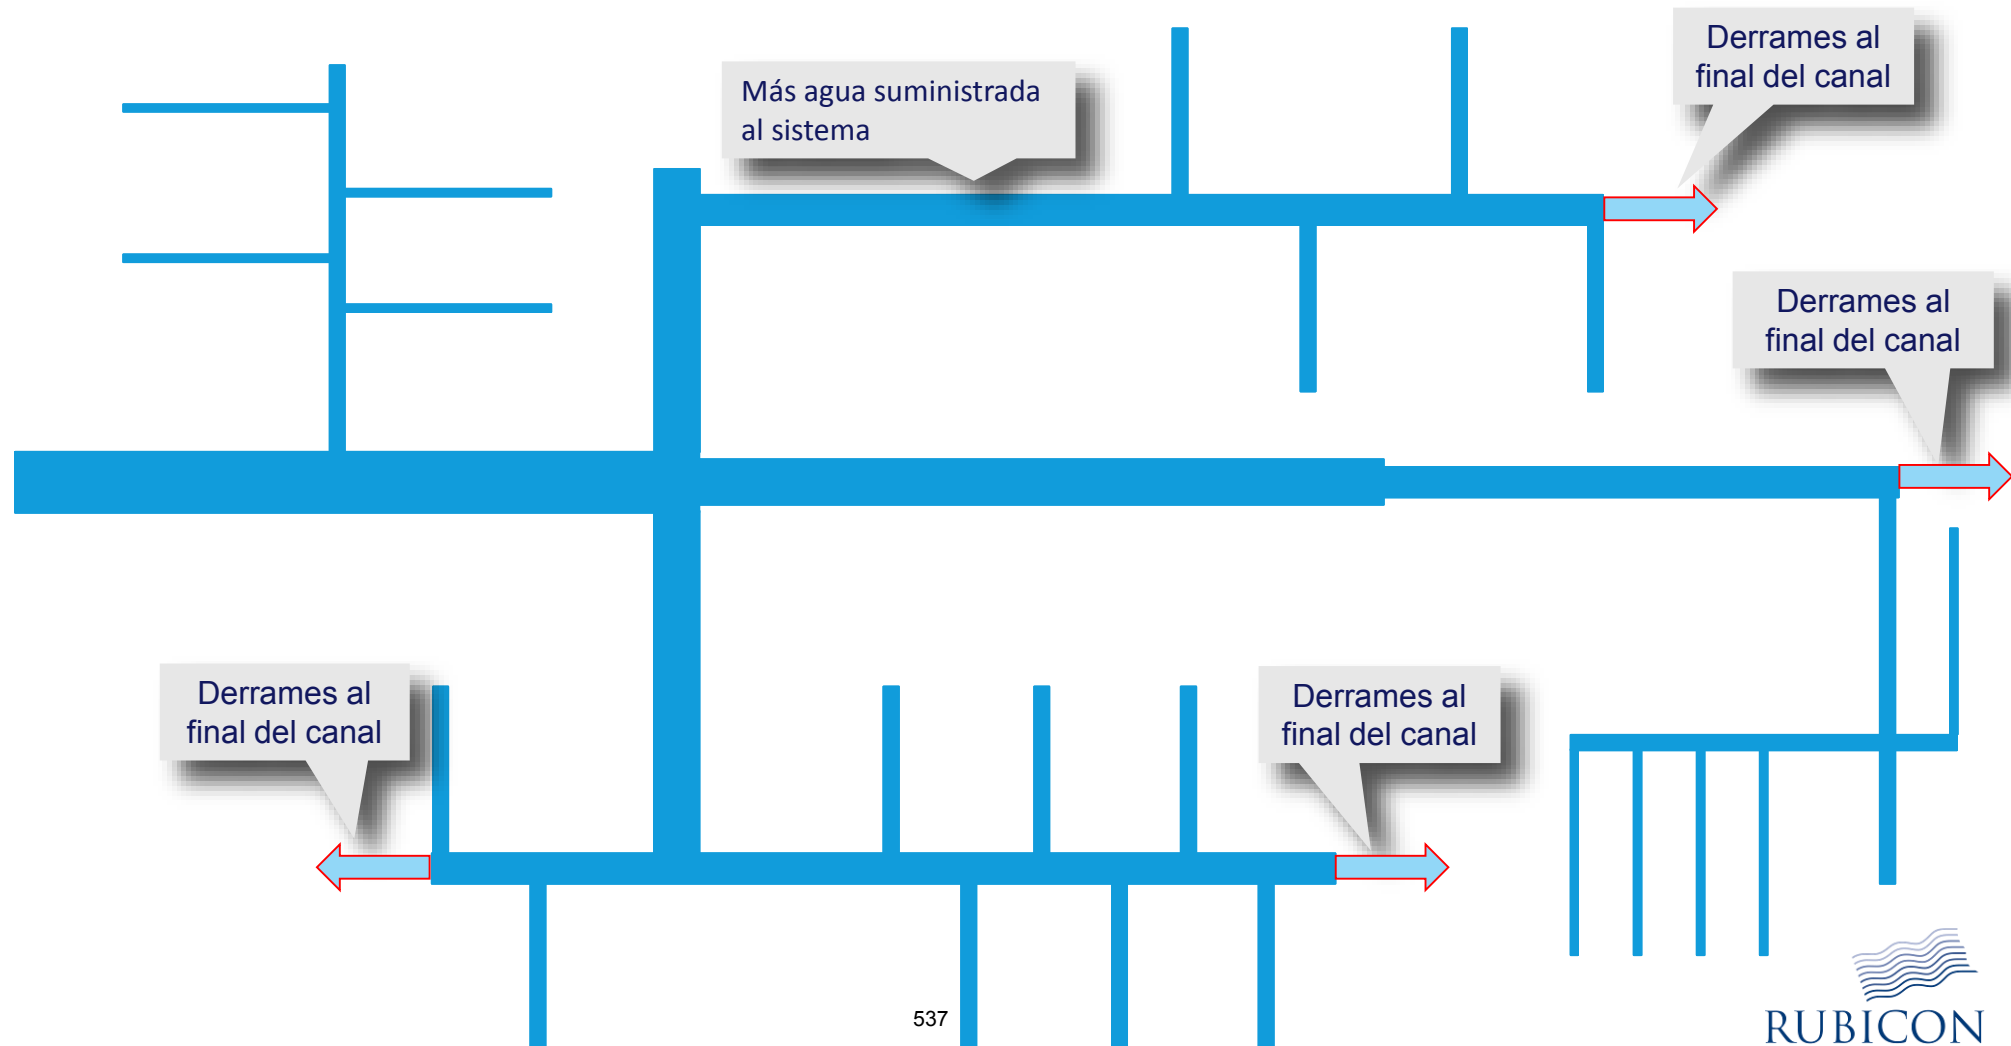 Derrames al
final del canal
Más agua suministrada
al sistema
Derrames al
final del canal
Derrames al
final del canal
Derrames al
final del canal
537
RUBICON